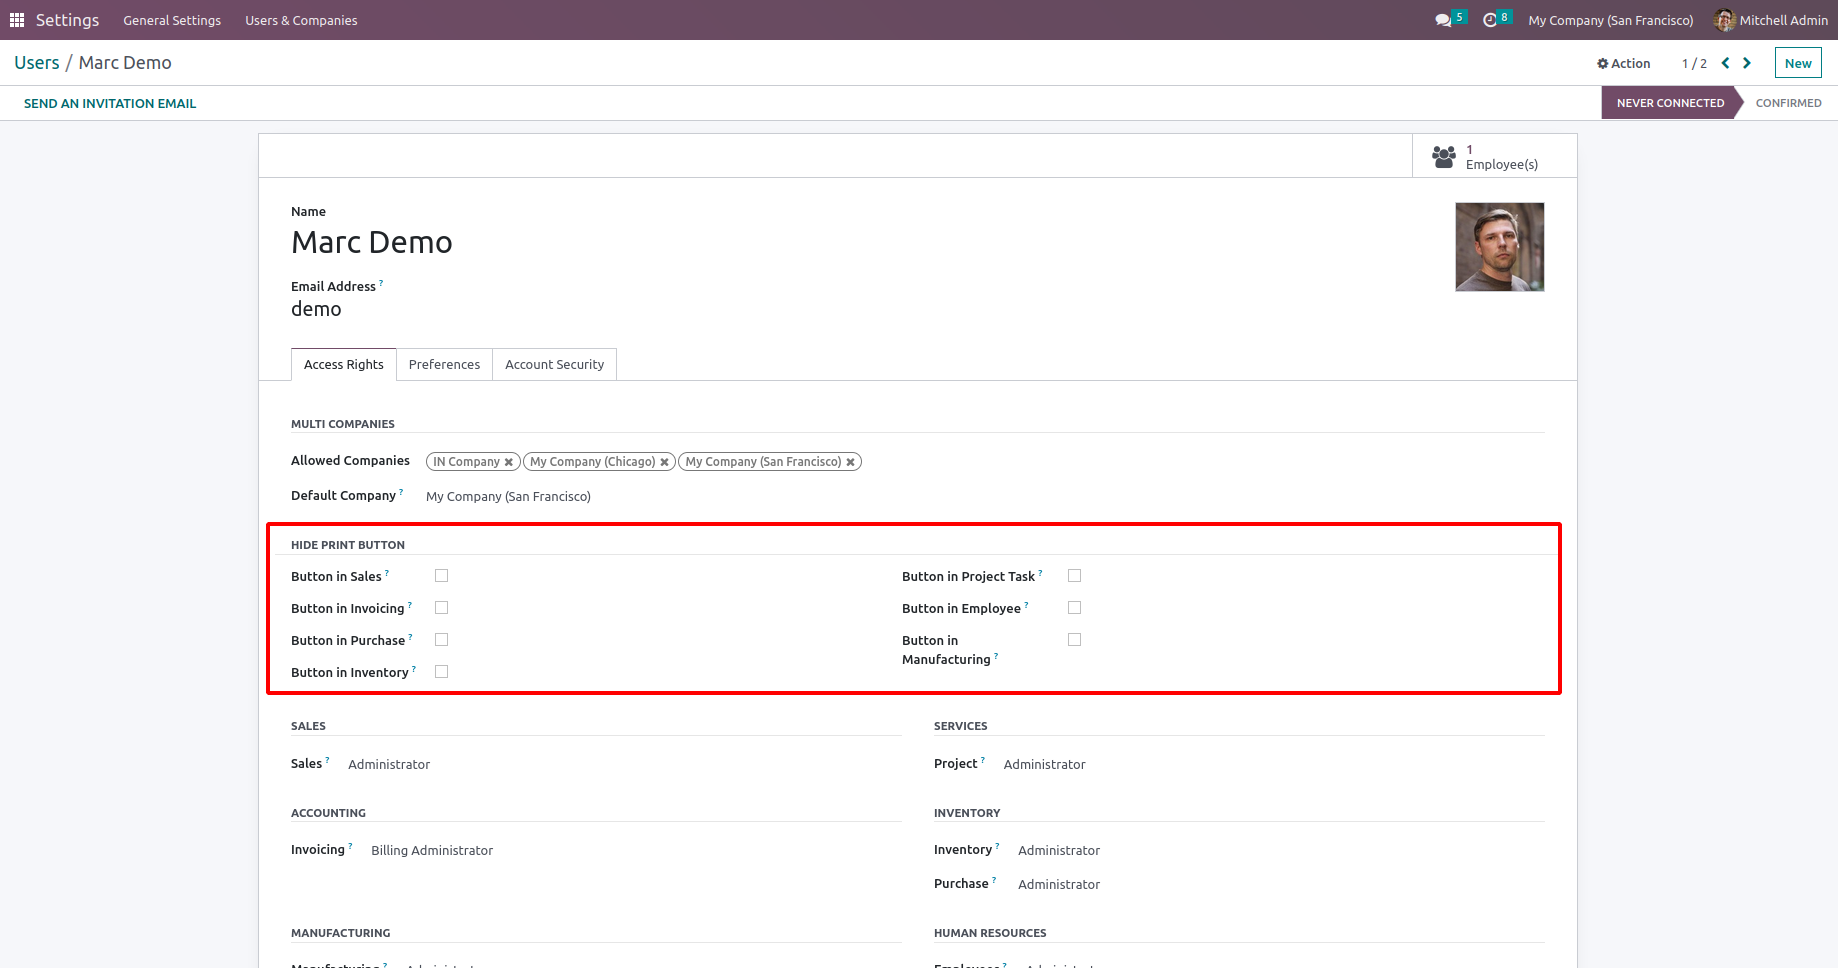 Settings General Settings Users & Companies 5 8 My Company (San Francisco) Mitchell Admin
Users / Marc Demo Action 1 / 2 New
SEND AN INVITATION EMAIL NEVER CONNECTED CONFIRMED
1
Employee(s)
Name
Marc Demo
Email Address ?
demo
Access Rights Preferences Account Security
MULTI COMPANIES
Allowed Companies IN Company ✖ My Company (Chicago) ✖ My Company (San Francisco) ✖
Default Company ? My Company (San Francisco)
HIDE PRINT BUTTON
Button in Sales ? Button in Project Task ?
Button in Invoicing ? Button in Employee ?
Button in Purchase ? Button in
Manufacturing ?
Button in Inventory ?
SALES SERVICES
Sales ? Administrator Project ? Administrator
ACCOUNTING INVENTORY
Invoicing ? Billing Administrator Inventory ? Administrator
Purchase ? Administrator
MANUFACTURING HUMAN RESOURCES